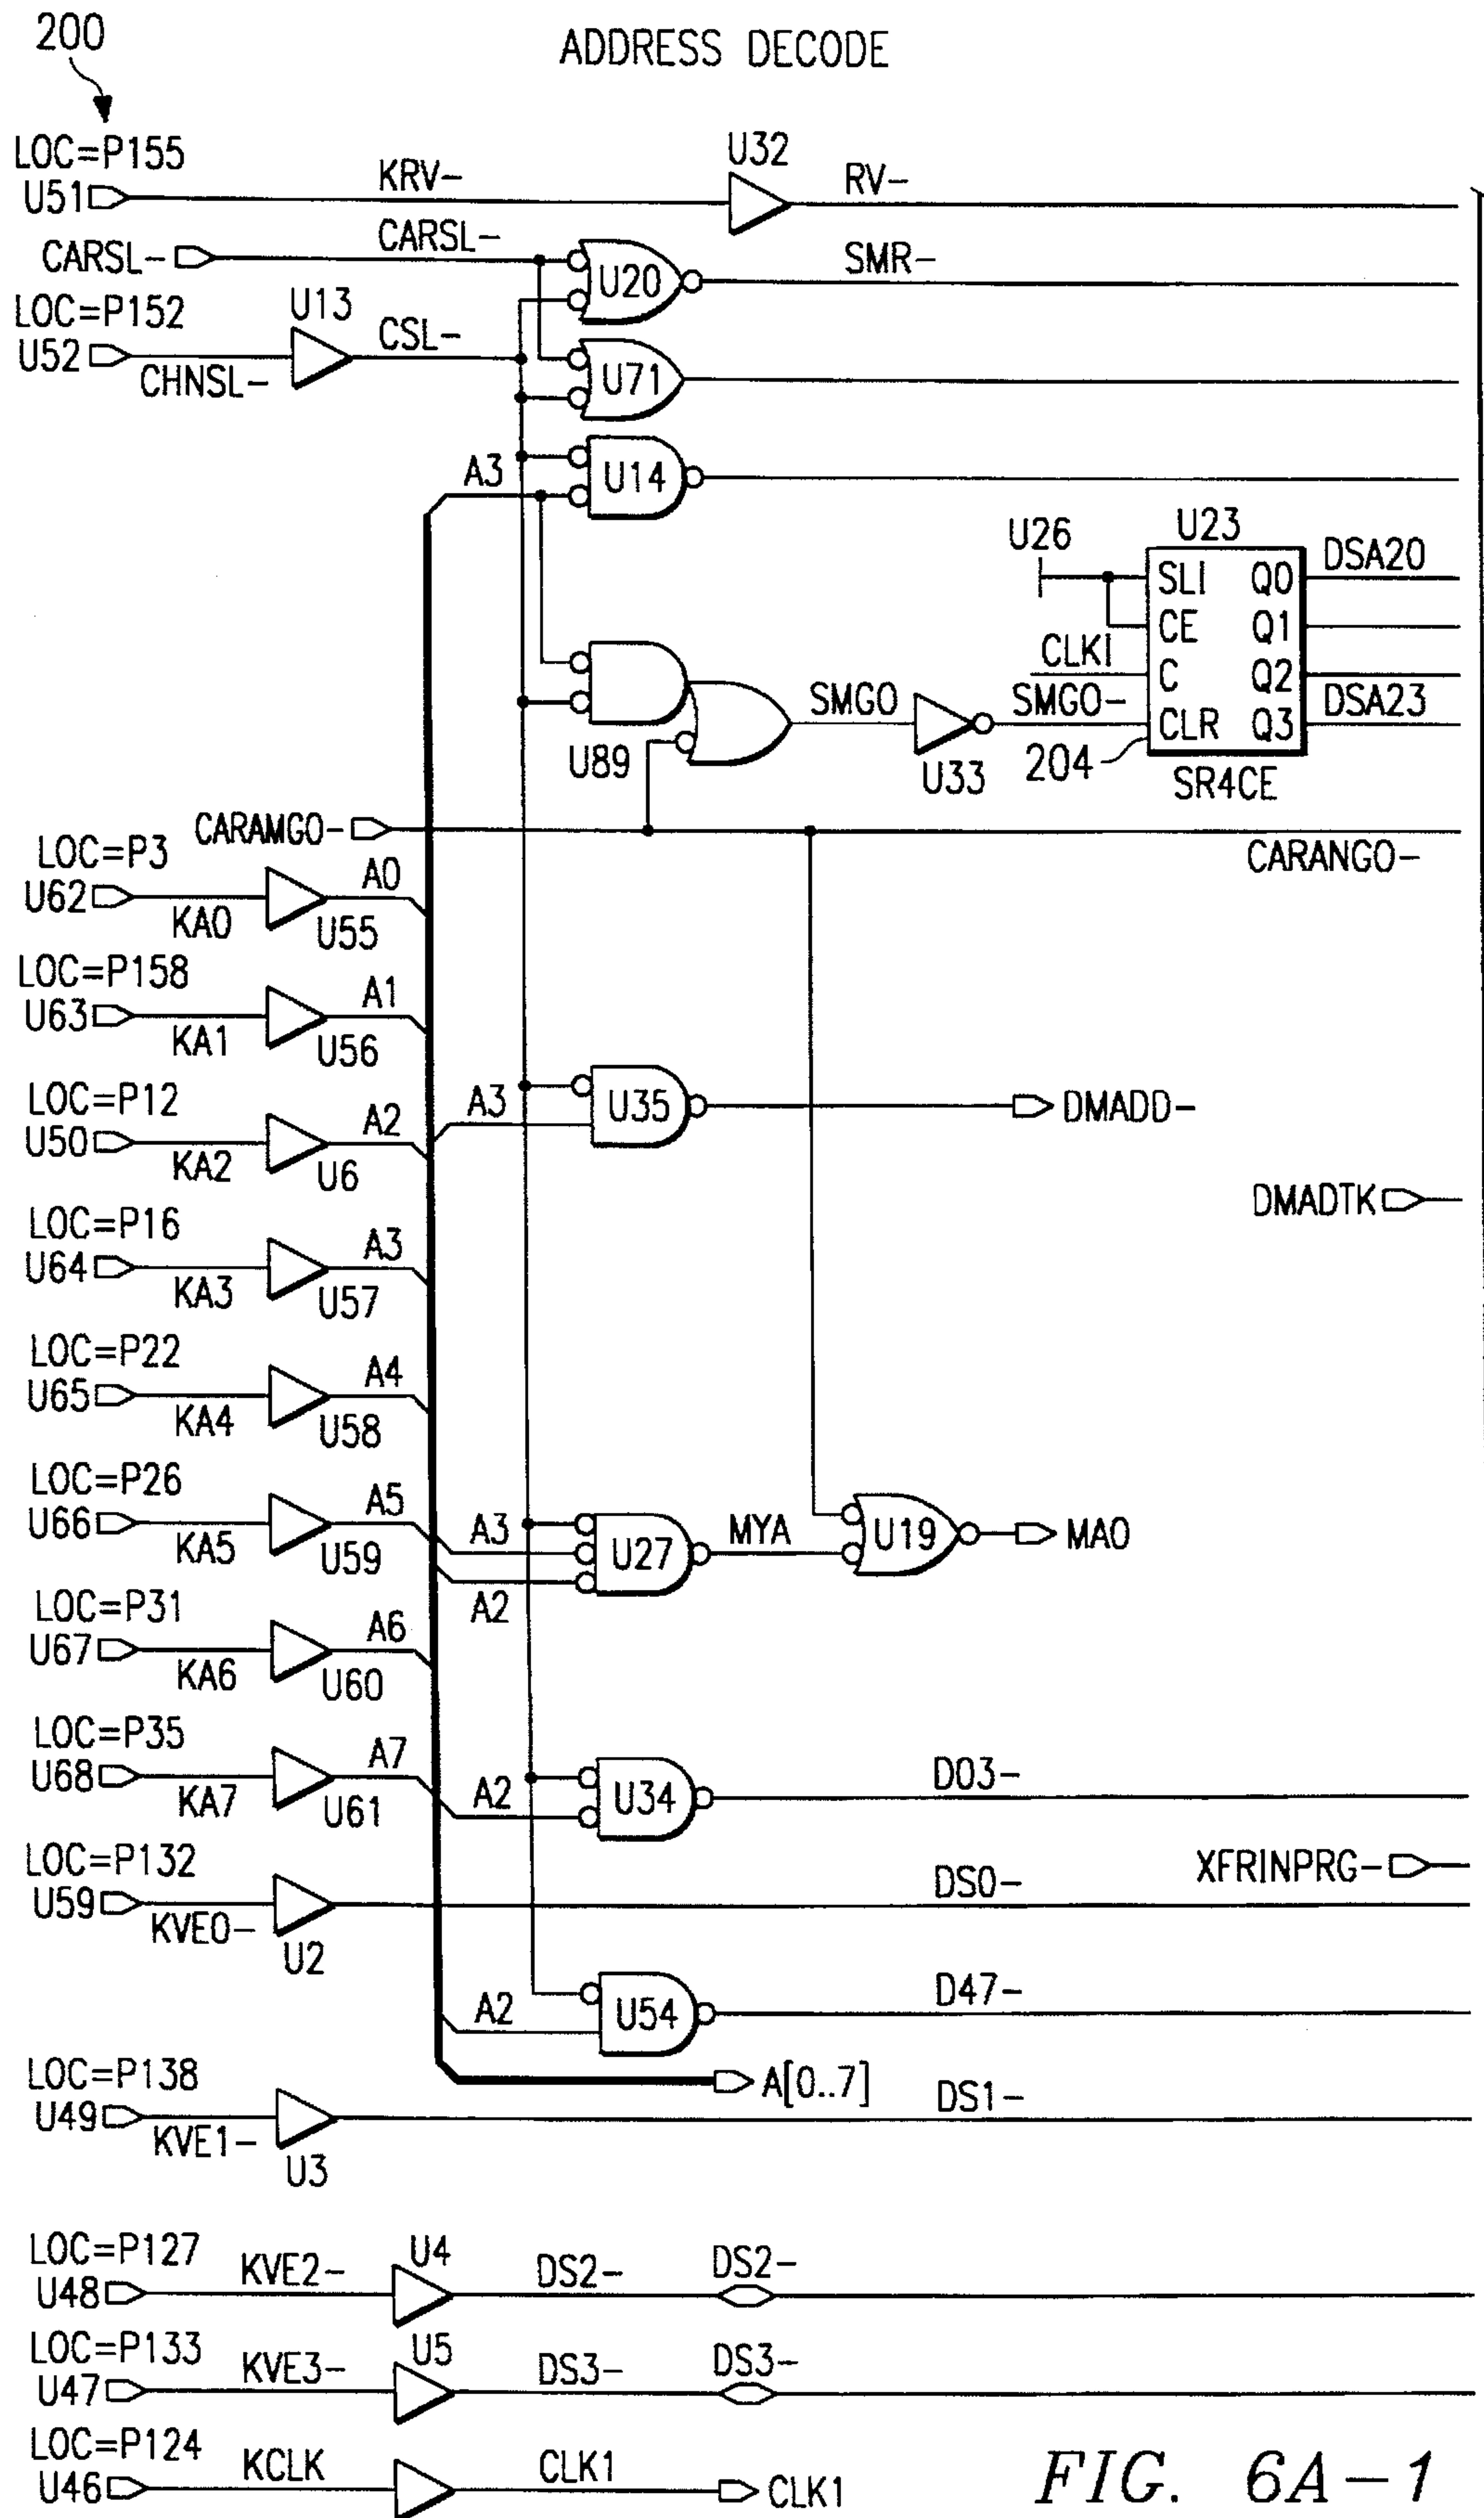 200
ADDRESS DECODE
LOC=P155
U51
KRV-
U32
RV-
CARSL-
CARSL-
U20
SMR-
LOC=P152
U52
CHNSL-
U13
CSL-
U71
A3
U14
U26
U23
SLI Q0
DSA20
CE Q1
CLKI
C Q2
CLR Q3
DSA23
SR4CE
204
U89
SMGO
U33
SMGO-
CARAMGO-
CARANGO-
LOC=P3
U62
KA0
U55
A0
LOC=P158
U63
KA1
U56
A1
LOC=P12
U50
KA2
U6
A2
A3
U35
DMADD-
DMADTK
LOC=P16
U64
KA3
U57
A3
LOC=P22
U65
KA4
U58
A4
LOC=P26
U66
KA5
U59
A5
A3
A2
U27
MYA
U19
MAO
LOC=P31
U67
KA6
U60
A6
LOC=P35
U68
KA7
U61
A7
A2
U34
D03-
XFRINPRG-
LOC=P132
U59
KVE0-
U2
DS0-
A2
U54
D47-
A[0..7]
LOC=P138
U49
KVE1-
U3
DS1-
LOC=P127
U48
KVE2-
U4
DS2-
DS2-
LOC=P133
U47
KVE3-
U5
DS3-
DS3-
LOC=P124
U46
KCLK
CLK1
CLK1
FIG. 6A-1